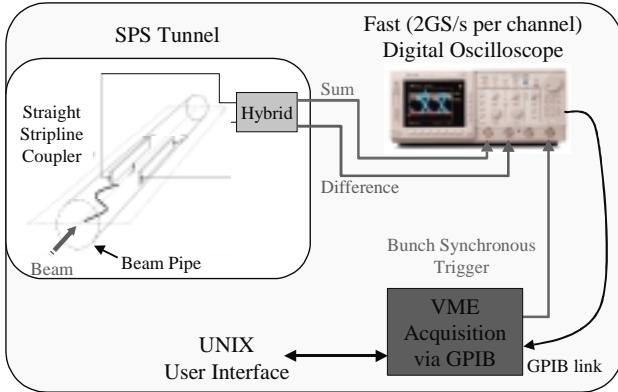 SPS Tunnel
Fast (2GS/s per channel)
Digital Oscilloscope
Straight
Stripline
Coupler
Hybrid
Sum
Difference
Beam
Beam Pipe
Bunch Synchronous
Trigger
VME
Acquisition
via GPIB
UNIX
User Interface
GPIB link